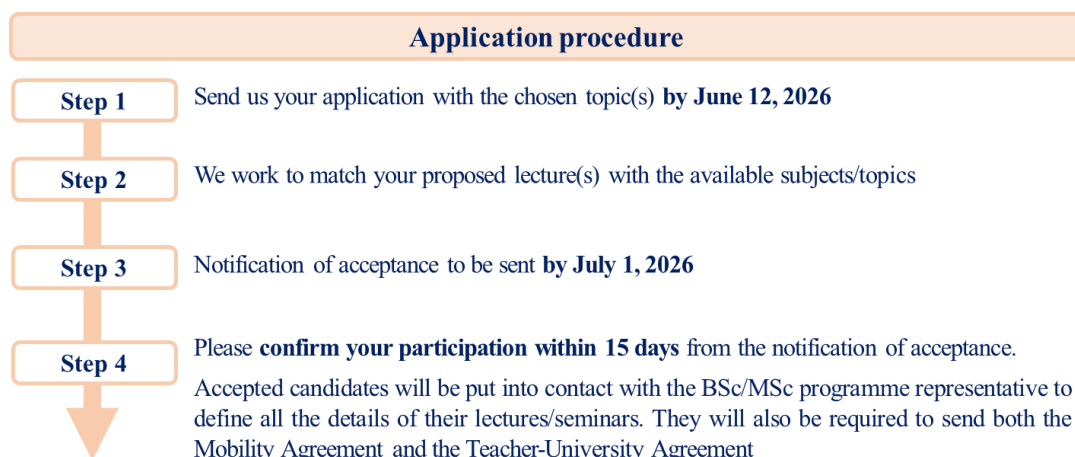 Application procedure
Step 1
Send us your application with the chosen topic(s) by June 12, 2026
Step 2
We work to match your proposed lecture(s) with the available subjects/topics
Step 3
Notification of acceptance to be sent by July 1, 2026
Step 4
Please confirm your participation within 15 days from the notification of acceptance.
Accepted candidates will be put into contact with the BSc/MSc programme representative to
define all the details of their lectures/seminars. They will also be required to send both the
Mobility Agreement and the Teacher-University Agreement